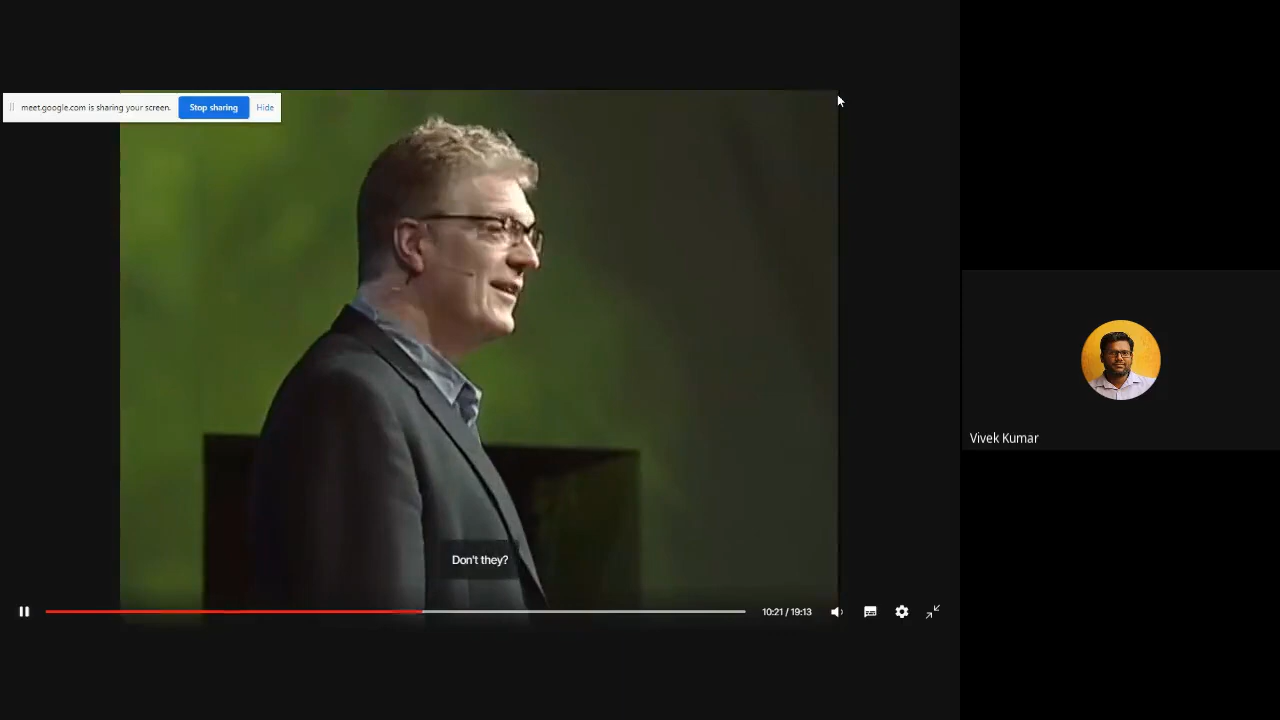 meet.google.com is sharing your screen. Stop sharing Hide
Vivek Kumar
Don't they?
10:21 / 19:13